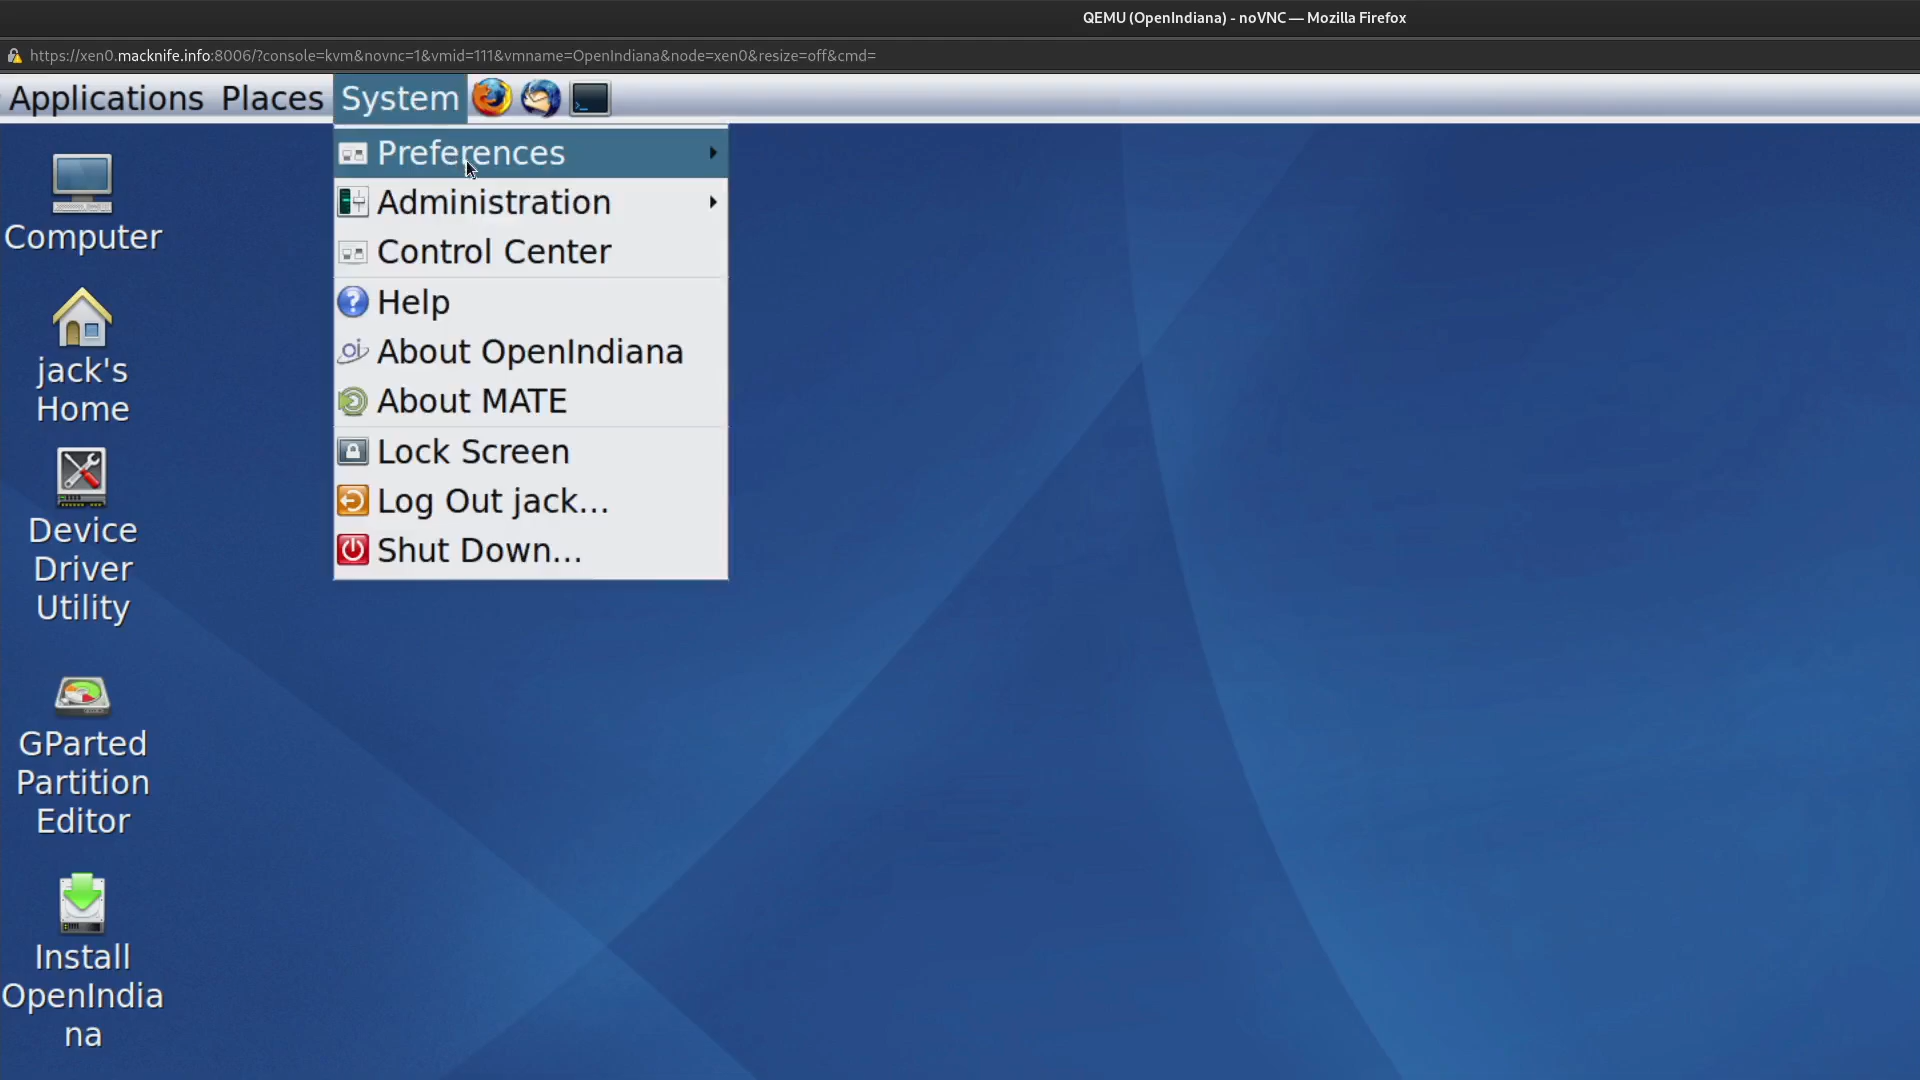 QEMU (OpenIndiana) - noVNC — Mozilla Firefox
https://xen0.macknife.info:8006/?console=kvm&novnc=1&vmid=111&vmname=OpenIndiana&node=xen0&resize=off&cmd=
Applications Places System
Preferences
Administration
Control Center
Help
About OpenIndiana
About MATE
Lock Screen
Log Out jack...
Shut Down...
Computer
jack's
Home
Device
Driver
Utility
GParted
Partition
Editor
Install
OpenIndia
na